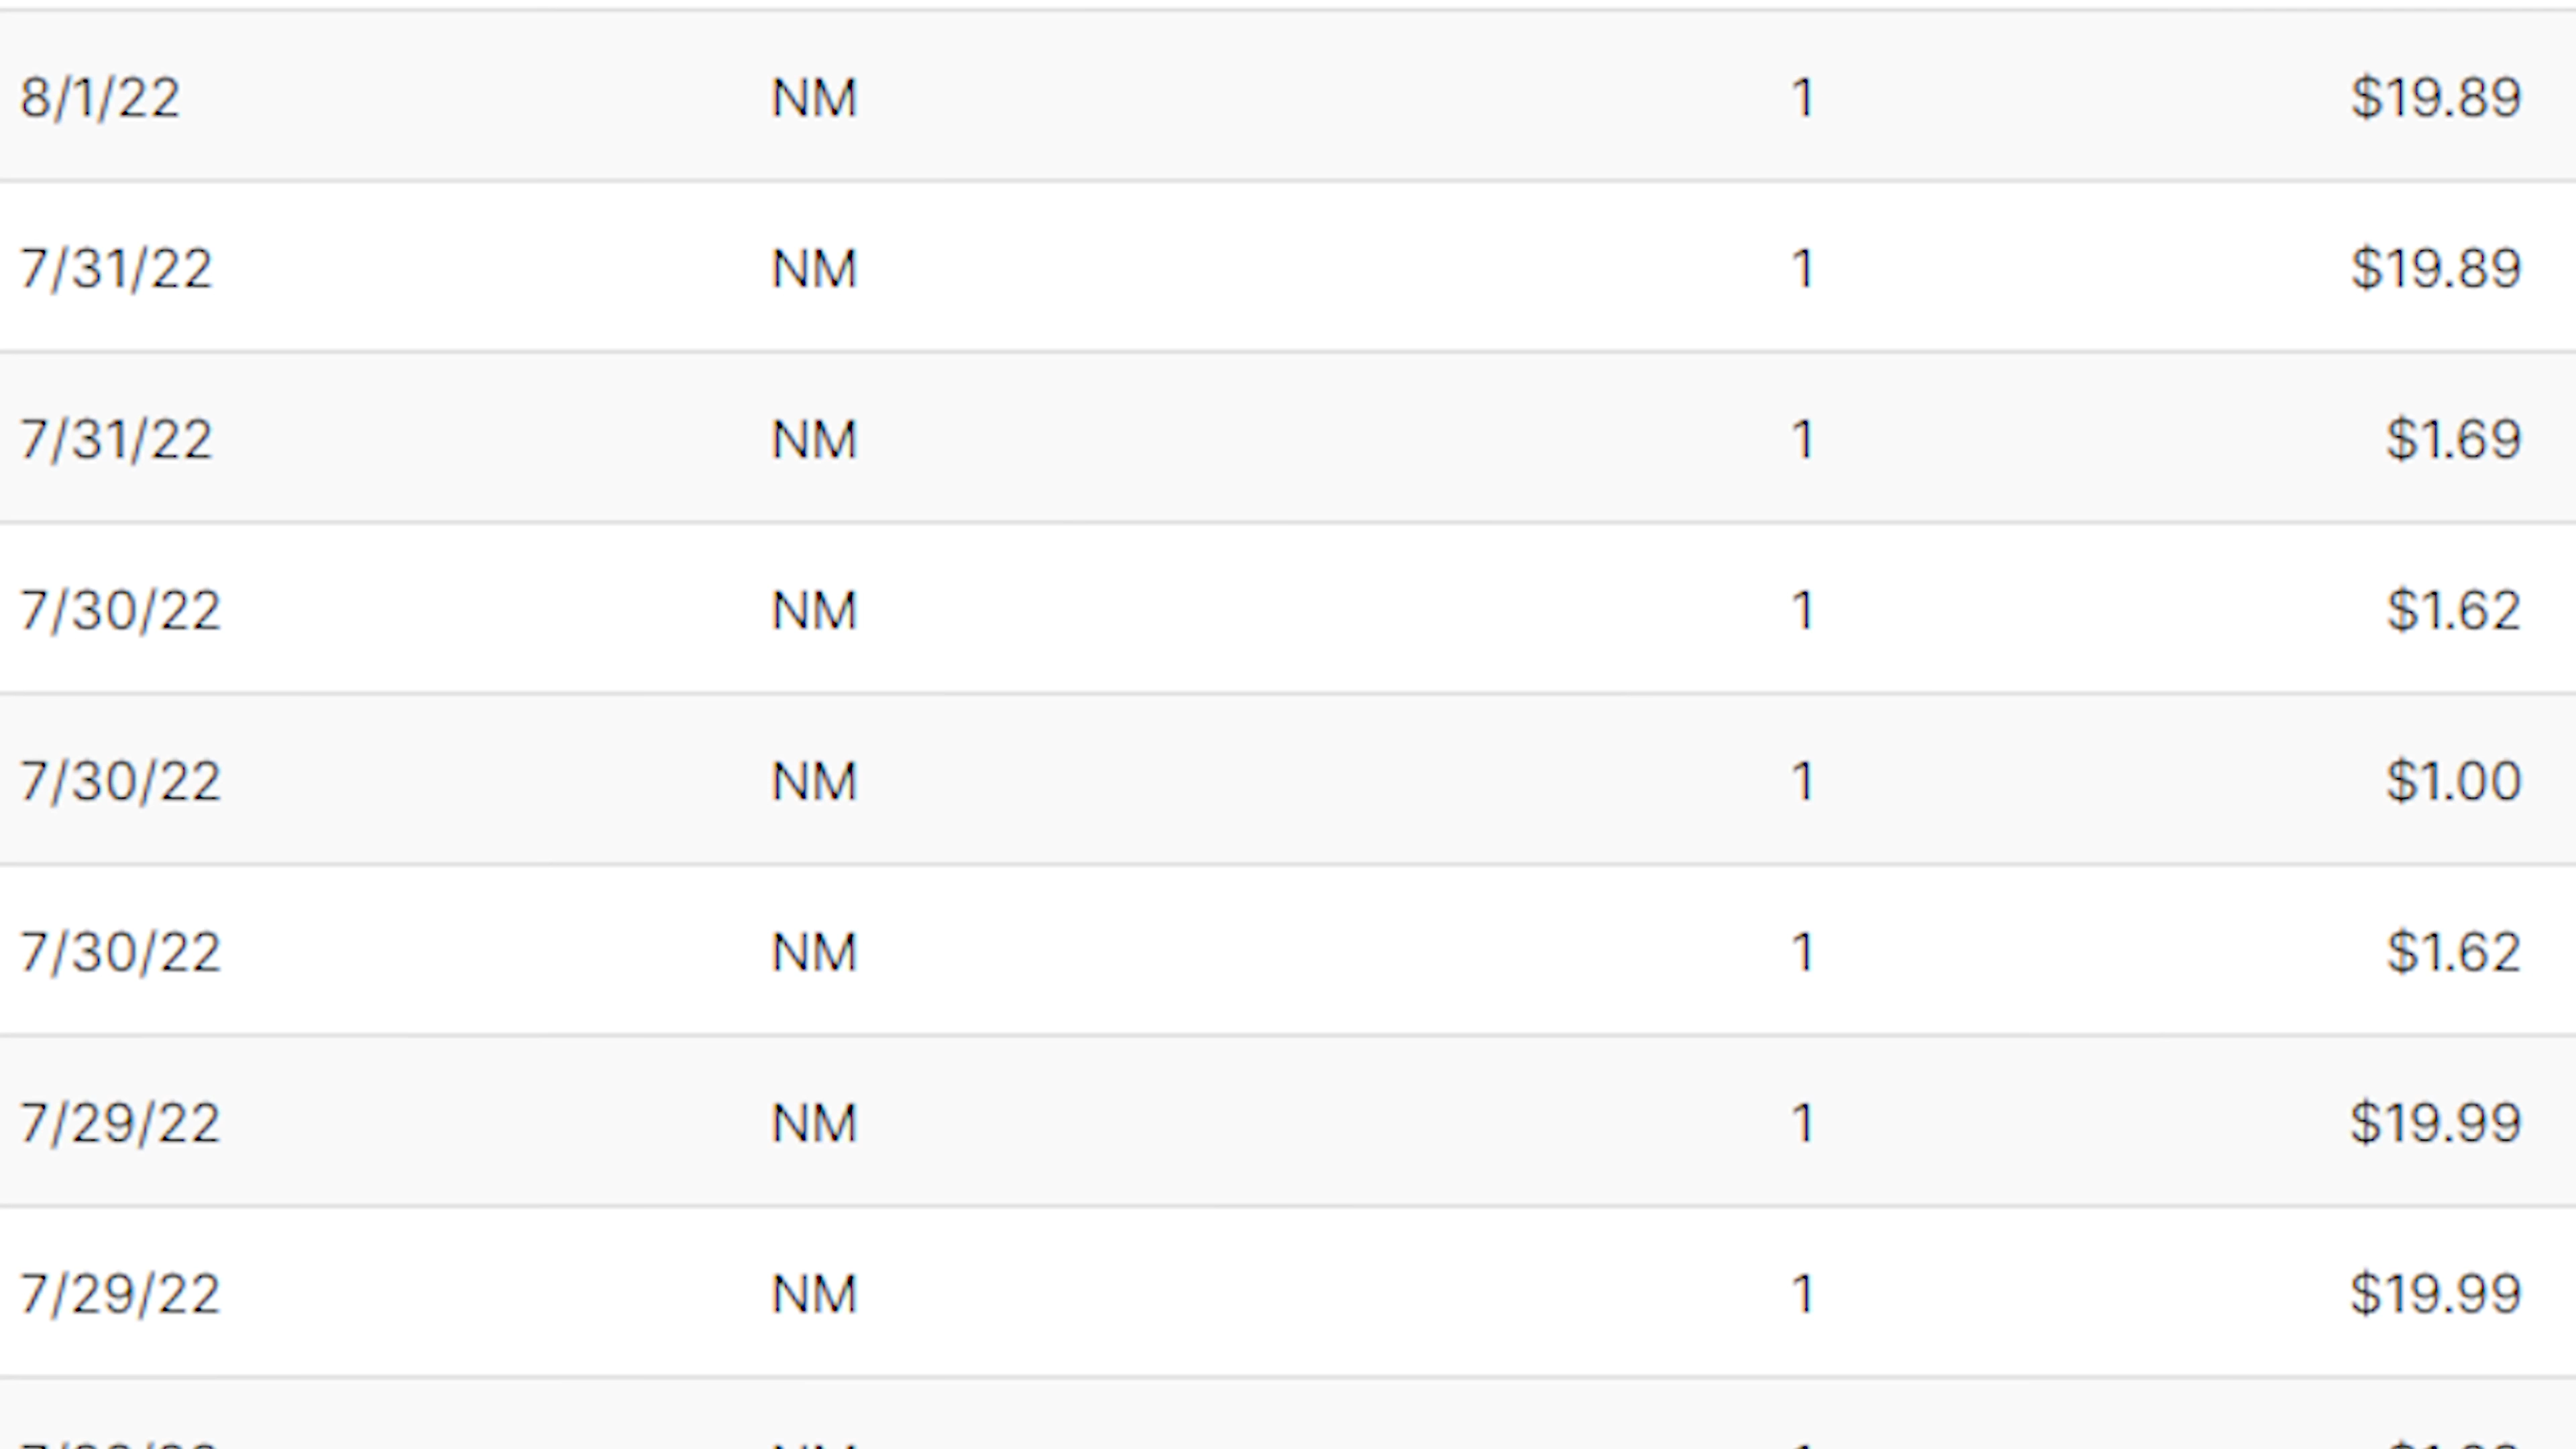 8/1/22 NM 1 $19.89
7/31/22 NM 1 $19.89
7/31/22 NM 1 $1.69
7/30/22 NM 1 $1.62
7/30/22 NM 1 $1.00
7/30/22 NM 1 $1.62
7/29/22 NM 1 $19.99
7/29/22 NM 1 $19.99